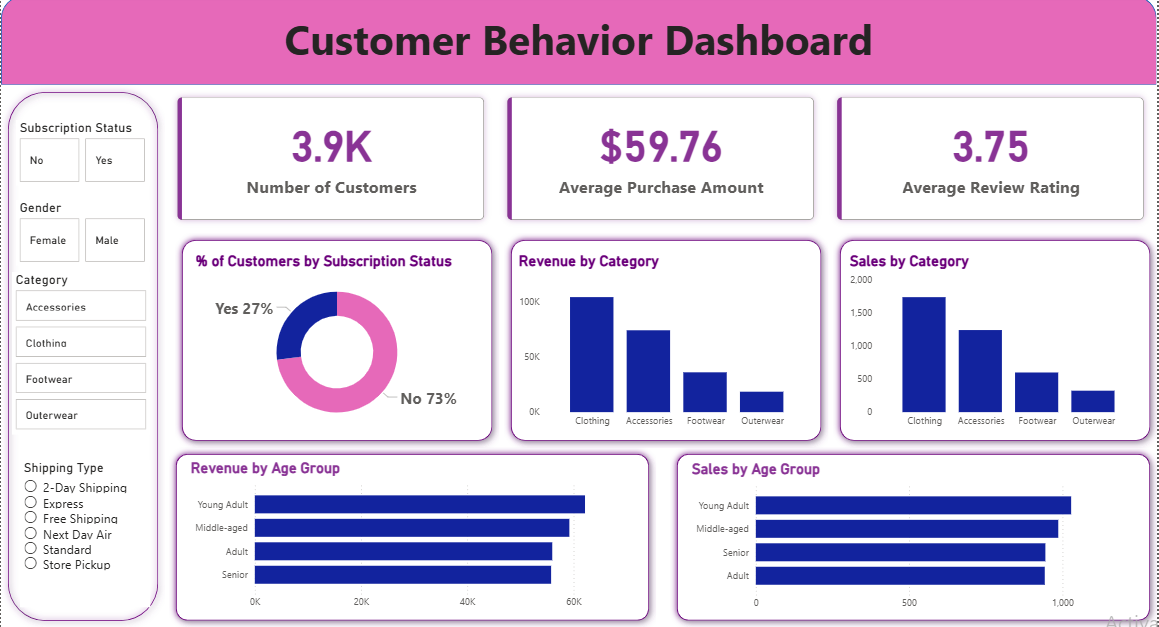 Customer Behavior Dashboard
Subscription Status
No
Yes
Gender
Female
Male
Category
Accessories
Clothing
Footwear
Outerwear
Shipping Type
2-Day Shipping
Express
Free Shipping
Next Day Air
Standard
Store Pickup
3.9K
Number of Customers
$59.76
Average Purchase Amount
3.75
Average Review Rating
% of Customers by Subscription Status
Yes 27%
No 73%
Revenue by Category
100K
50K
0K
Clothing Accessories Footwear Outerwear
Sales by Category
2,000
1,500
1,000
500
0
Clothing Accessories Footwear Outerwear
Revenue by Age Group
Young Adult
Middle-aged
Adult
Senior
0K 20K 40K 60K
Sales by Age Group
Young Adult
Middle-aged
Senior
Adult
0 500 1,000
Activa